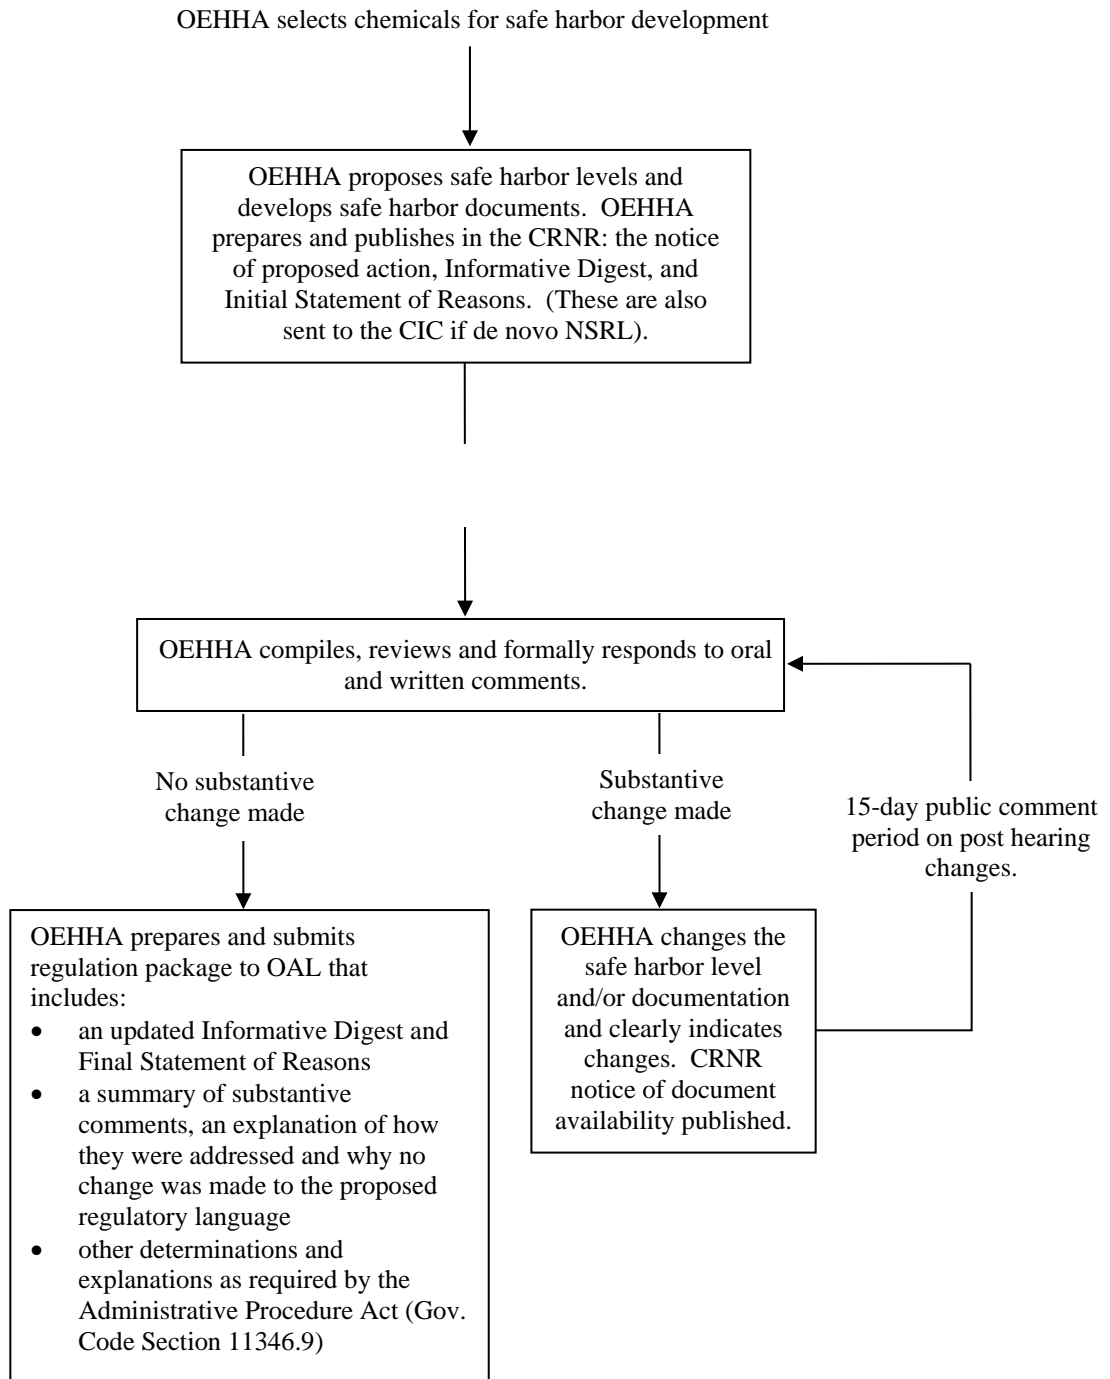 OEHHA selects chemicals for safe harbor development
OEHHA proposes safe harbor levels and
develops safe harbor documents.  OEHHA
prepares and publishes in the CRNR: the notice
of proposed action, Informative Digest, and
Initial Statement of Reasons.  (These are also
sent to the CIC if de novo NSRL).
OEHHA compiles, reviews and formally responds to oral
and written comments.
No substantive
change made
Substantive
change made
15-day public comment
period on post hearing
changes.
OEHHA prepares and submits
regulation package to OAL that
includes:
• an updated Informative Digest and
Final Statement of Reasons
• a summary of substantive
comments, an explanation of how
they were addressed and why no
change was made to the proposed
regulatory language
• other determinations and
explanations as required by the
Administrative Procedure Act (Gov.
Code Section 11346.9)
OEHHA changes the
safe harbor level
and/or documentation
and clearly indicates
changes.  CRNR
notice of document
availability published.